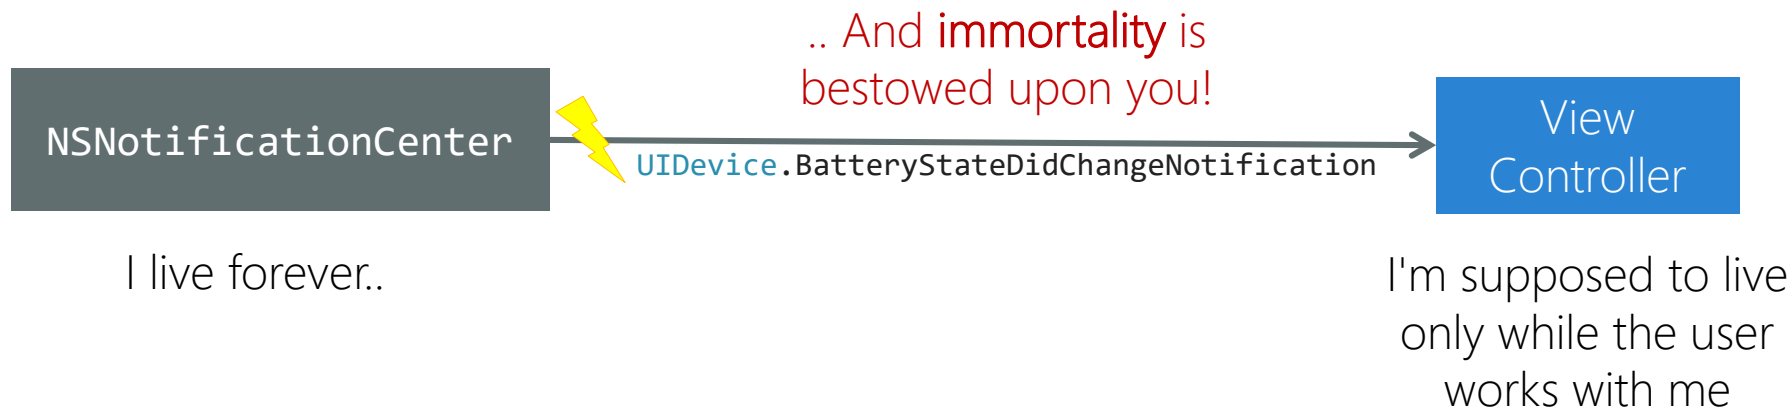 .. And immortality is
bestowed upon you!
NSNotificationCenter
UIDevice.BatteryStateDidChangeNotification
View
Controller
I live forever..
I'm supposed to live
only while the user
works with me